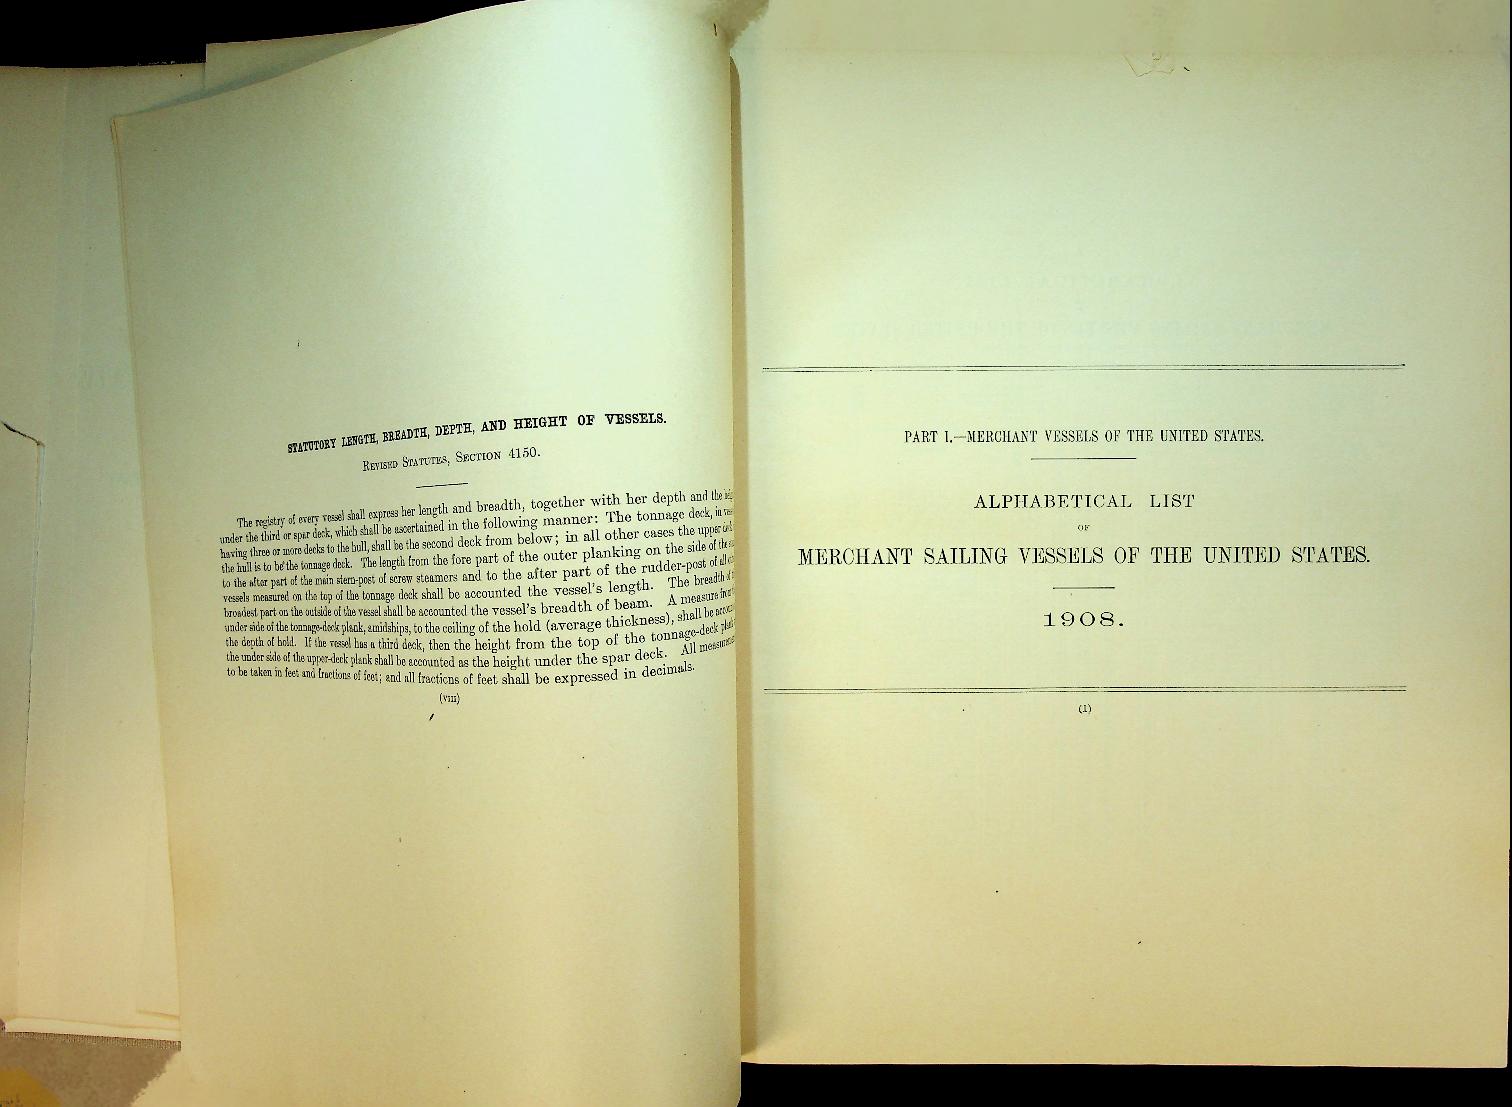 STATUTORY LENGTH, BREADTH, DEPTH, AND HEIGHT OF VESSELS.
REVISED STATUTES, SECTION 4150.
The registry of every vessel shall express her length and breadth, together with her depth and the
under the third or spar deck, which shall be ascertained in the following manner: The tonnage deck, in
having three or more decks to the hull, shall be the second deck from below; in all other cases the upper
the hull is to be the tonnage deck. The length from the fore part of the outer planking on the side of the
to the after part of the main stern-post of screw steamers and to the after part of the rudder-post of all
vessels measured on the top of the tonnage deck shall be accounted the vessel's length. The breadth of
broadest part on the outside of the vessel shall be accounted the vessel's breadth of beam. A measure from
under side of the tonnage-deck plank, amidships, to the ceiling of the hold (average thickness), shall be
the depth of hold. If the vessel has a third deck, then the height from the top of the tonnage-deck
the under side of the upper-deck plank shall be accounted as the height under the spar deck. All
to be taken in feet and fractions of feet; and all fractions of feet shall be expressed in decimals.
(viii)
PART I.—MERCHANT VESSELS OF THE UNITED STATES.
ALPHABETICAL LIST
OF
MERCHANT SAILING VESSELS OF THE UNITED STATES.
1908.
(1)